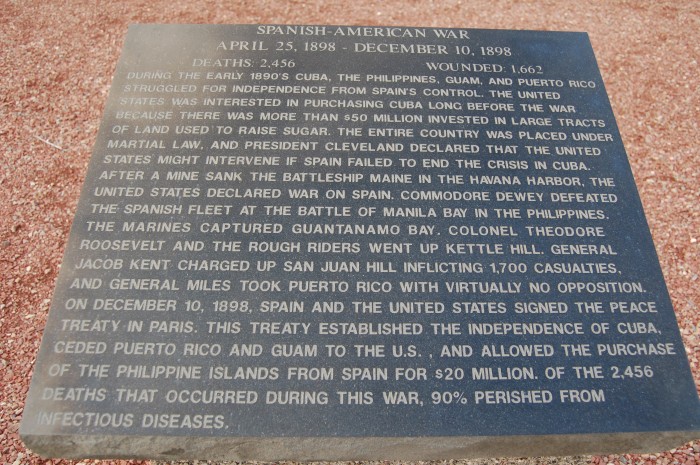 SPANISH-AMERICAN WAR
APRIL 25, 1898 - DECEMBER 10, 1898
DEATHS: 2,456 WOUNDED: 1,662
DURING THE EARLY 1890'S CUBA, THE PHILIPPINES, GUAM, AND PUERTO RICO
STRUGGLED FOR INDEPENDENCE FROM SPAIN'S CONTROL. THE UNITED
STATES WAS INTERESTED IN PURCHASING CUBA LONG BEFORE THE WAR
BECAUSE THERE WAS MORE THAN $50 MILLION INVESTED IN LARGE TRACTS
OF LAND USED TO RAISE SUGAR. THE ENTIRE COUNTRY WAS PLACED UNDER
MARTIAL LAW, AND PRESIDENT CLEVELAND DECLARED THAT THE UNITED
STATES MIGHT INTERVENE IF SPAIN FAILED TO END THE CRISIS IN CUBA.
AFTER A MINE SANK THE BATTLESHIP MAINE IN THE HAVANA HARBOR, THE
UNITED STATES DECLARED WAR ON SPAIN. COMMODORE DEWEY DEFEATED
THE SPANISH FLEET AT THE BATTLE OF MANILA BAY IN THE PHILIPPINES.
THE MARINES CAPTURED GUANTANAMO BAY. COLONEL THEODORE
ROOSEVELT AND THE ROUGH RIDERS WENT UP KETTLE HILL. GENERAL
JACOB KENT CHARGED UP SAN JUAN HILL INFLICTING 1,700 CASUALTIES,
AND GENERAL MILES TOOK PUERTO RICO WITH VIRTUALLY NO OPPOSITION.
ON DECEMBER 10, 1898, SPAIN AND THE UNITED STATES SIGNED THE PEACE
TREATY IN PARIS. THIS TREATY ESTABLISHED THE INDEPENDENCE OF CUBA,
CEDED PUERTO RICO AND GUAM TO THE U.S. , AND ALLOWED THE PURCHASE
OF THE PHILIPPINE ISLANDS FROM SPAIN FOR $20 MILLION. OF THE 2,456
DEATHS THAT OCCURRED DURING THIS WAR, 90% PERISHED FROM
INFECTIOUS DISEASES.